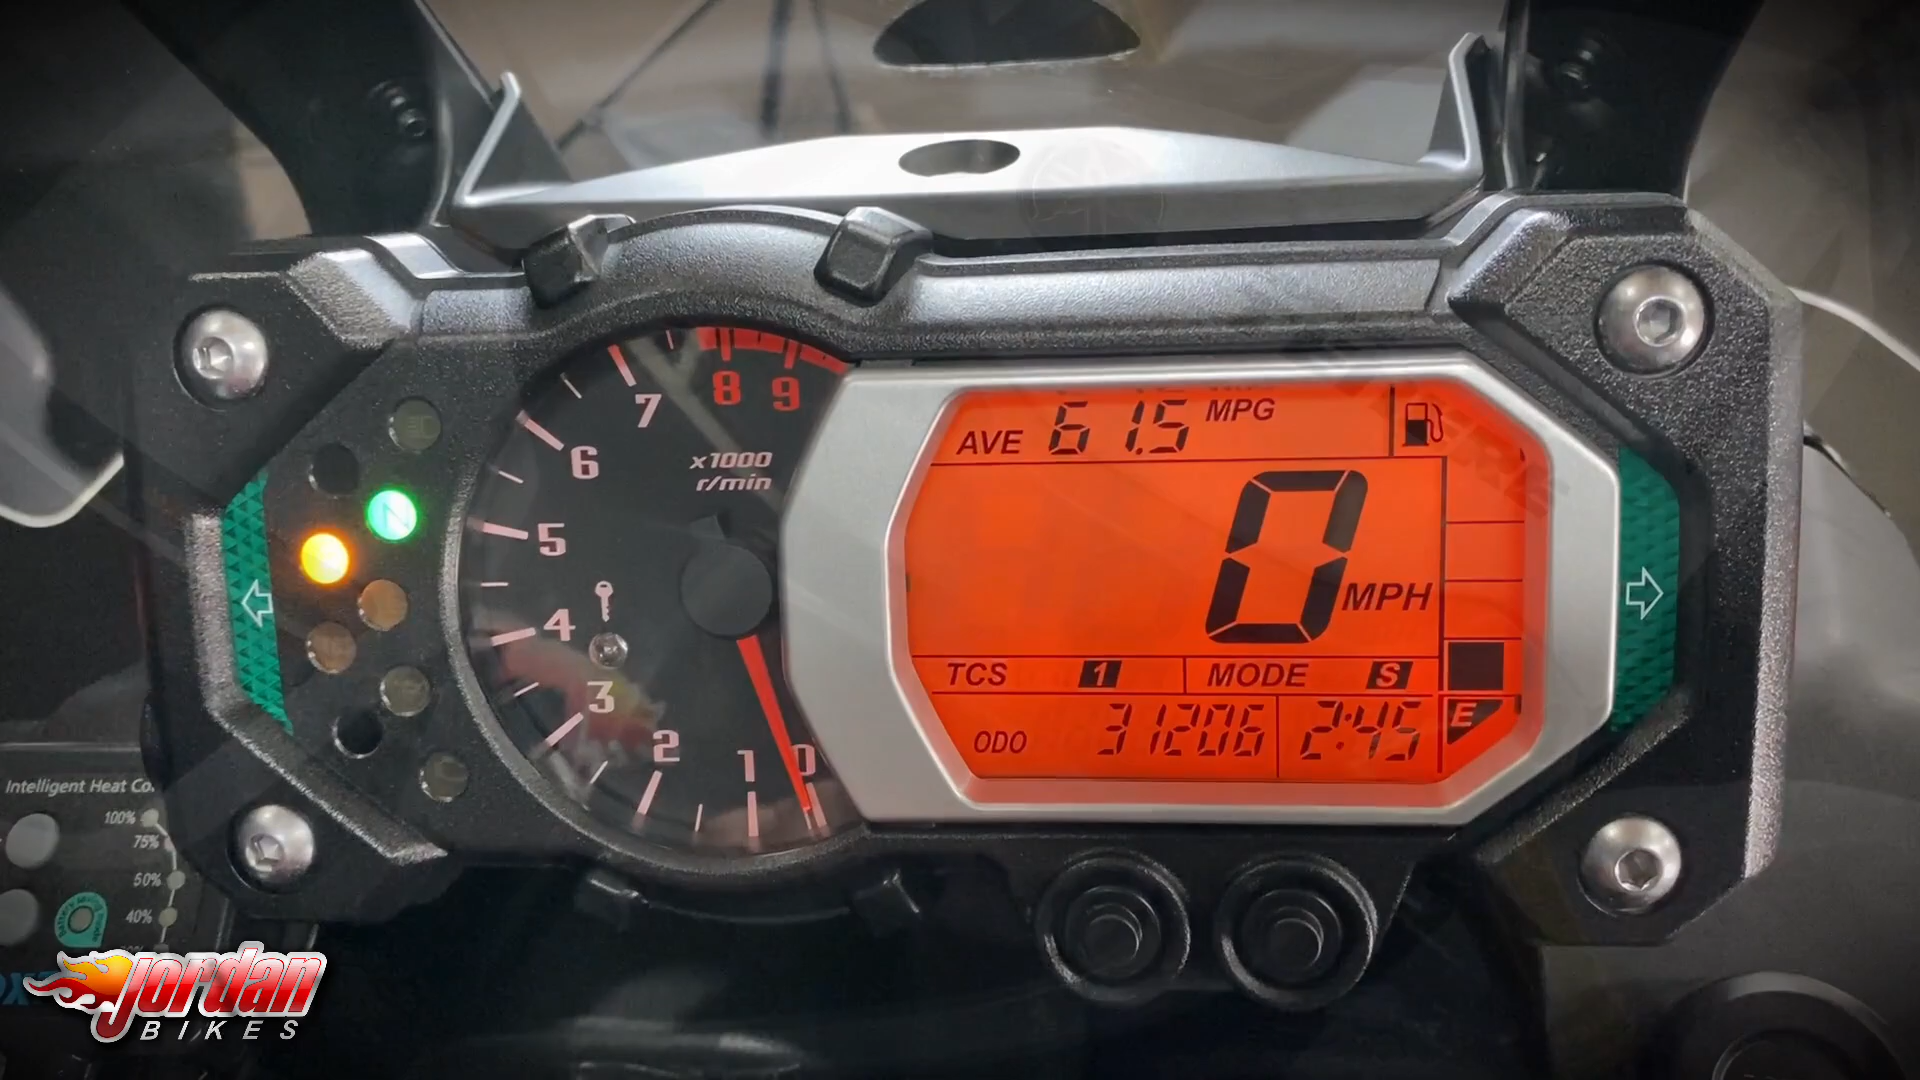 AVE 61.5 MPG
0 MPH
TCS 1 MODE S
ODO 31206 2:45
E
x1000
r/min
9
8
7
6
5
4
3
2
1
0
N
Intelligent Heat Co
100%
75%
50%
40%
Jordan
BIKES